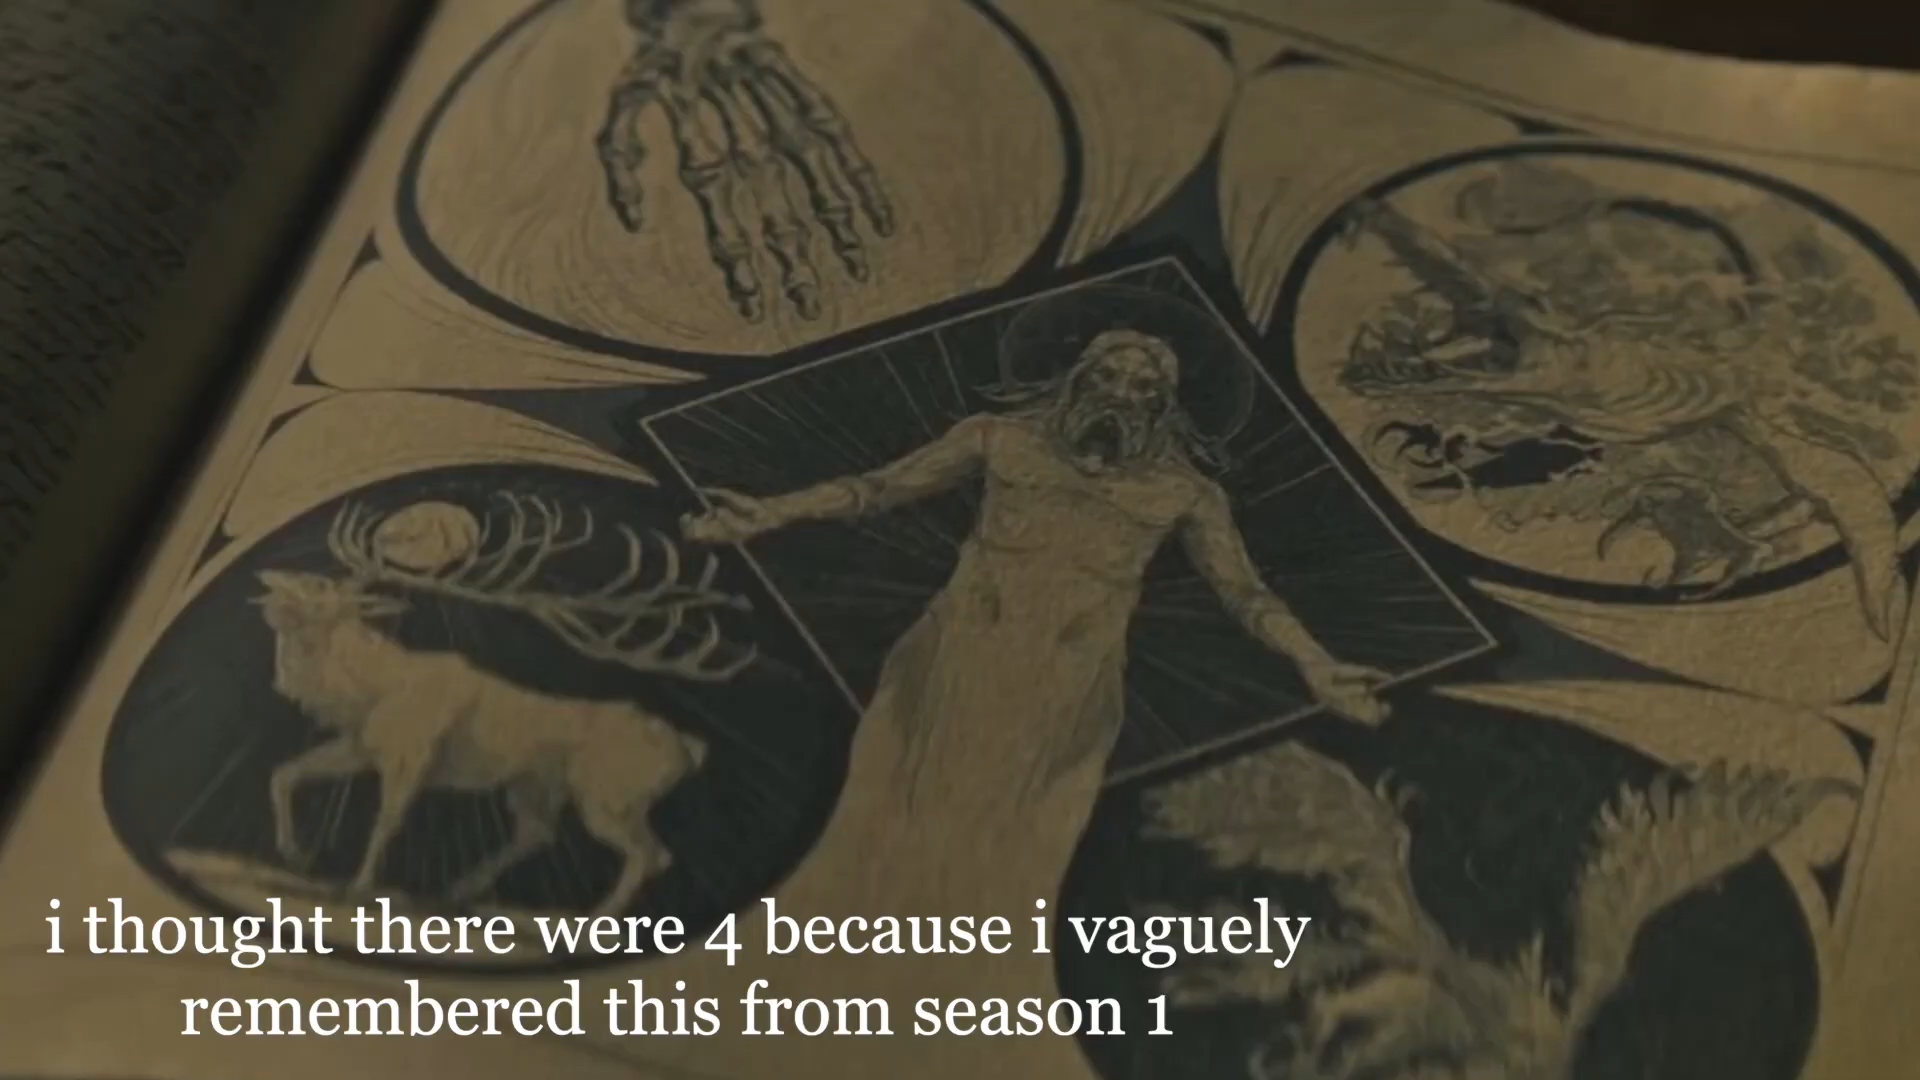 i thought there were 4 because i vaguely
remembered this from season 1